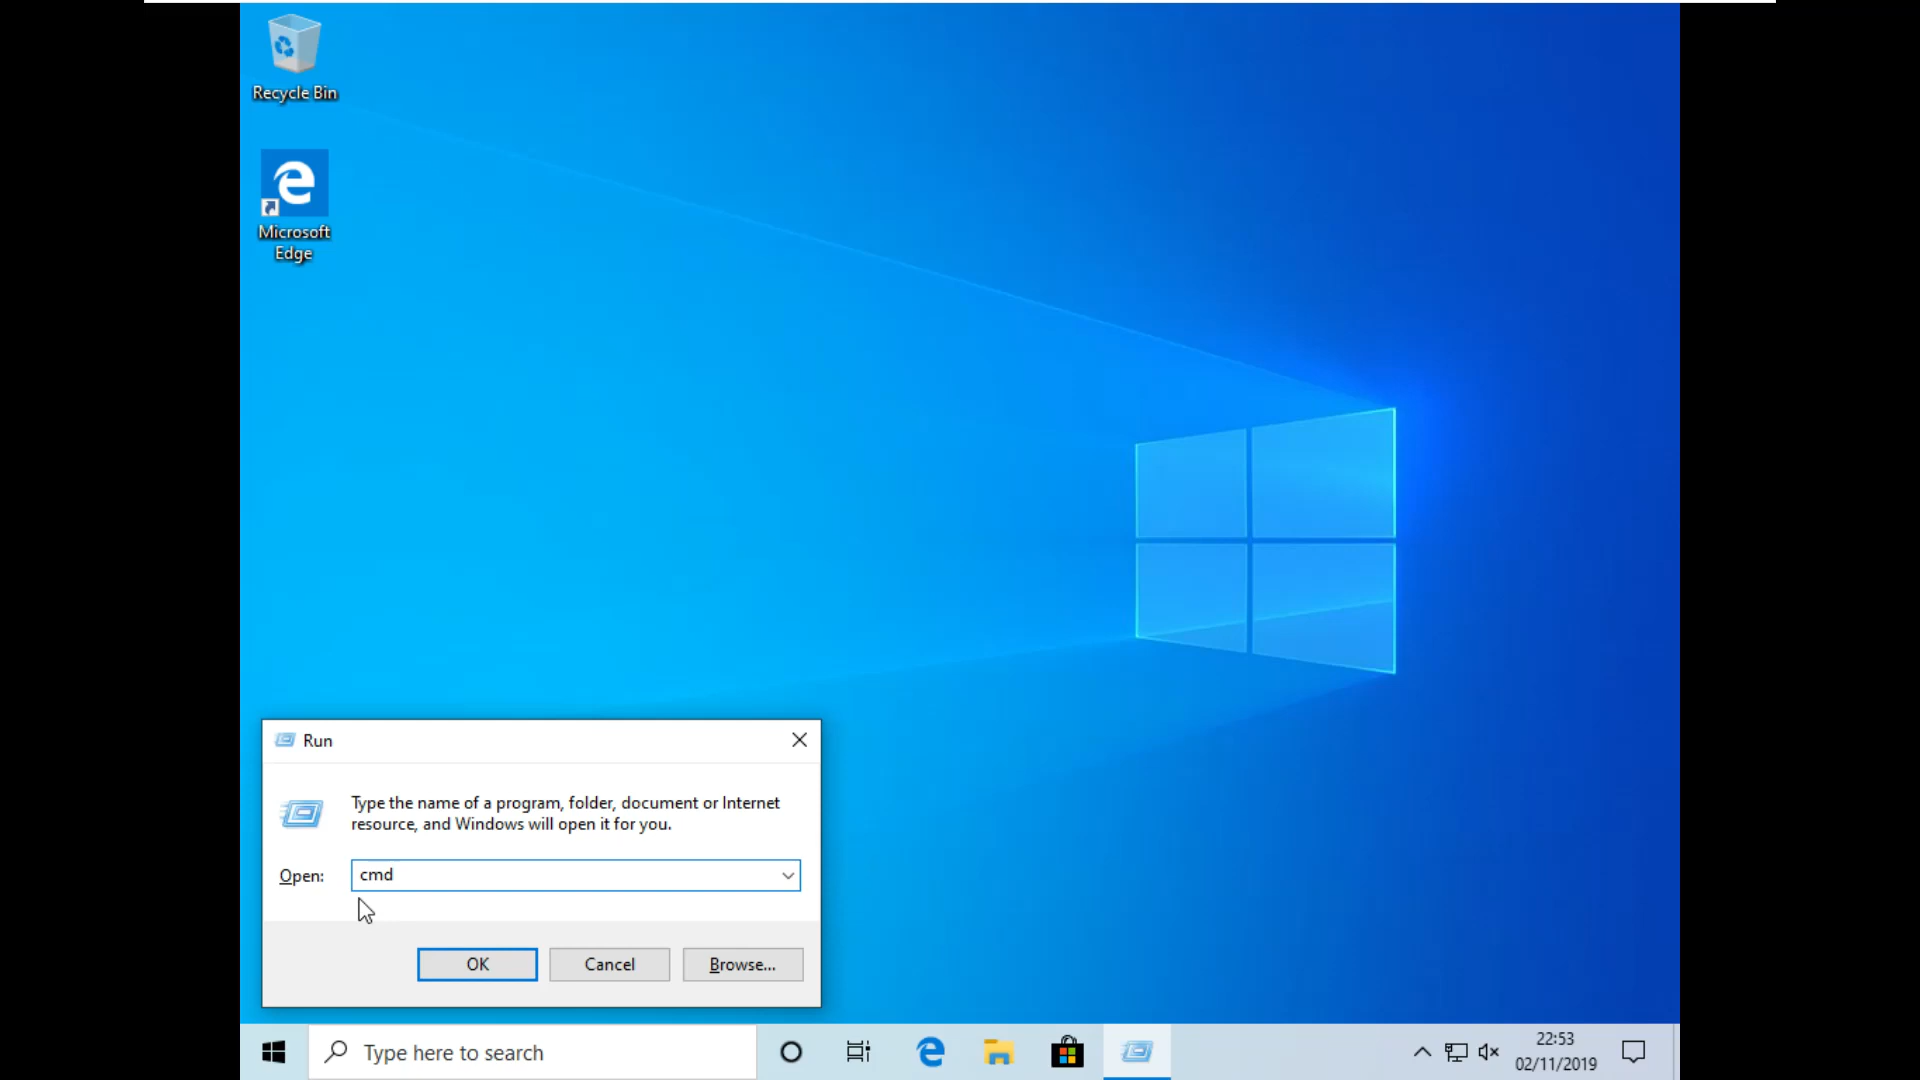 Recycle Bin
Microsoft
Edge
Run
Type the name of a program, folder, document or Internet
resource, and Windows will open it for you.
Open: cmd
OK Cancel Browse...
Type here to search
22:53
02/11/2019